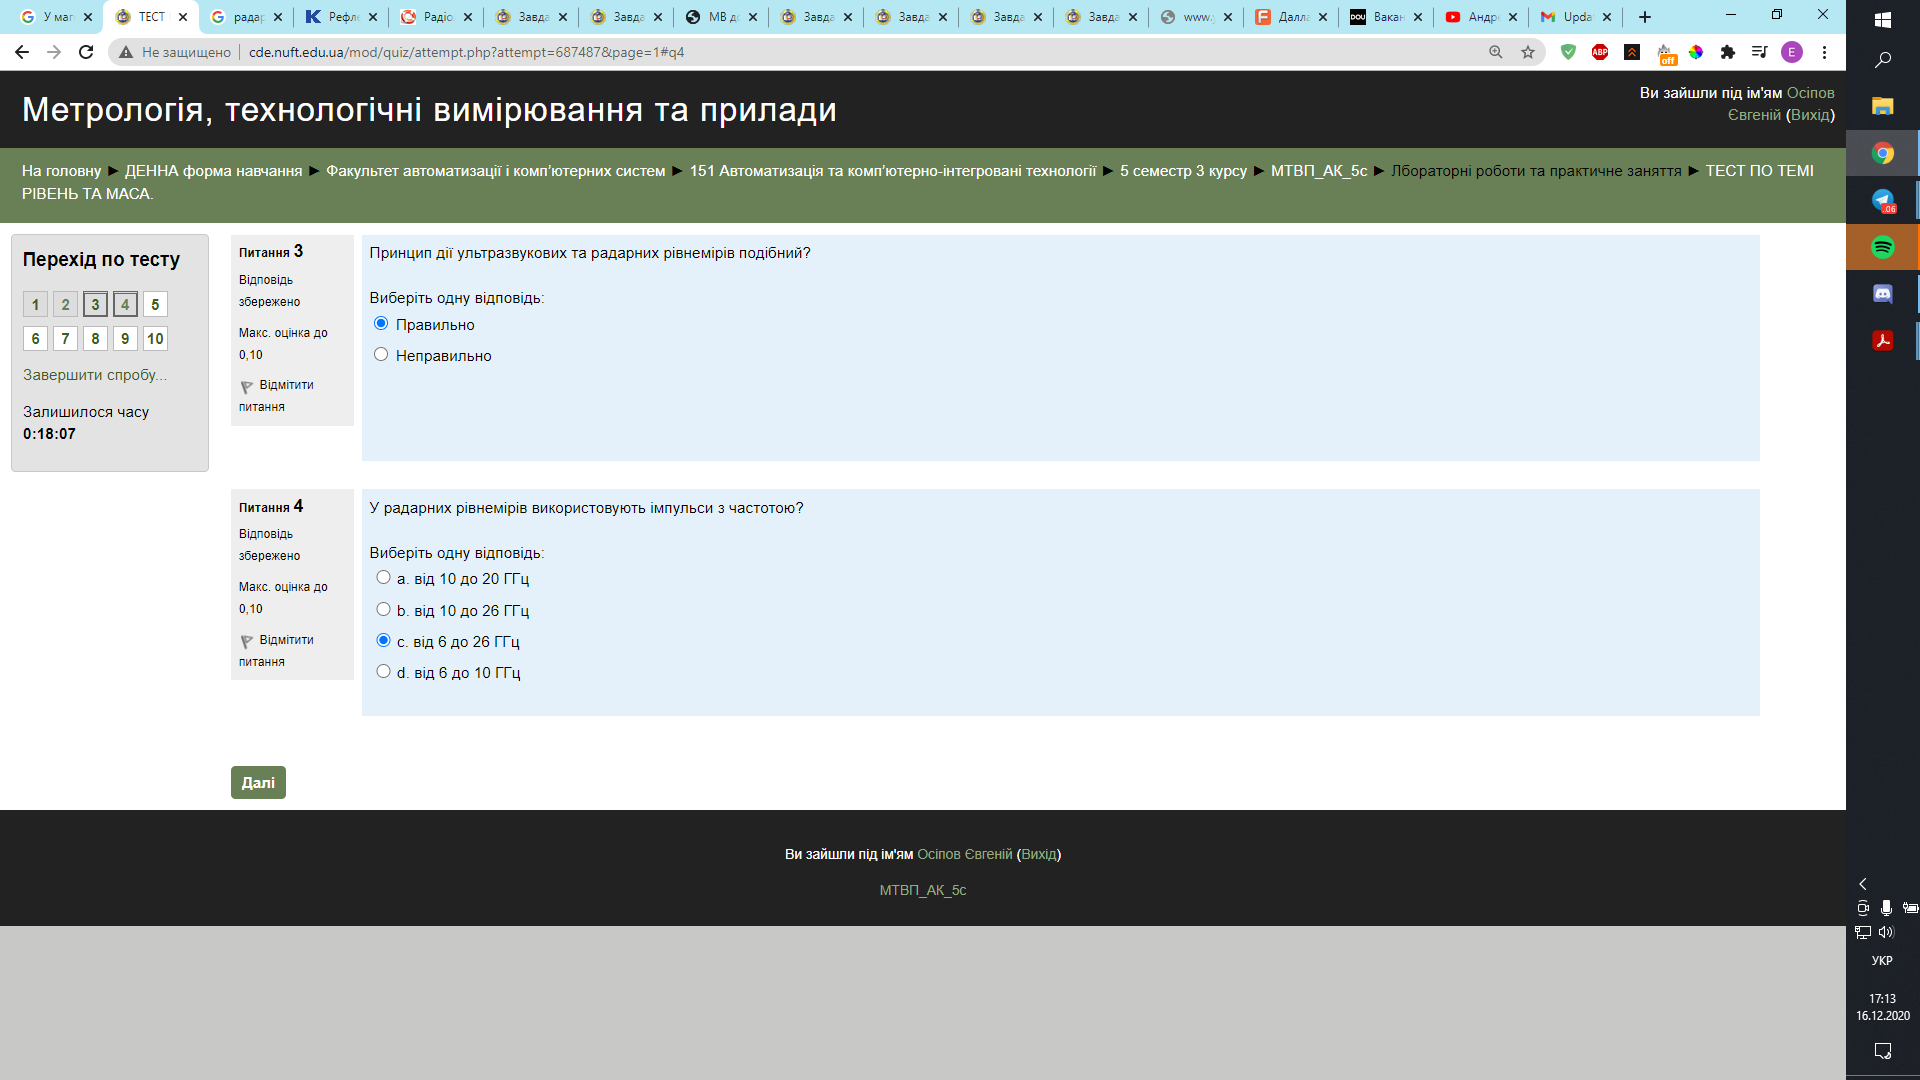 У маг
ТЕСТ
радар
Рефле
Радіо
Завда
Завда
МВ до
Завда
Завда
Завда
Завда
www.
Далла
DOU Вакан
Андре
Upda
Не защищено | cde.nuft.edu.ua/mod/quiz/attempt.php?attempt=687487&page=1#q4
ABP
off
E
Метрологія, технологічні вимірювання та прилади
Ви зайшли під ім'ям Осіпов
Євгеній (Вихід)
На головну ► ДЕННА форма навчання ► Факультет автоматизації і комп'ютерних систем ► 151 Автоматизація та комп'ютерно-інтегровані технології ► 5 семестр 3 курсу ► МТВП_АК_5с ► Лбораторні роботи та практичне заняття ► ТЕСТ ПО ТЕМІ
РІВЕНЬ ТА МАСА.
Перехід по тесту
1 2 3 4 5
6 7 8 9 10
Завершити спробу...
Залишилося часу
0:18:07
Питання 3
Відповідь
збережено
Макс. оцінка до
0,10
Відмітити
питання
Принцип дії ультразвукових та радарних рівнемірів подібний?
Виберіть одну відповідь:
Правильно
Неправильно
Питання 4
Відповідь
збережено
Макс. оцінка до
0,10
Відмітити
питання
У радарних рівнемірів використовують імпульси з частотою?
Виберіть одну відповідь:
a. від 10 до 20 ГГц
b. від 10 до 26 ГГц
c. від 6 до 26 ГГц
d. від 6 до 10 ГГц
Далі
Ви зайшли під ім'ям Осіпов Євгеній (Вихід)
МТВП_АК_5с
УКР
17:13
16.12.2020